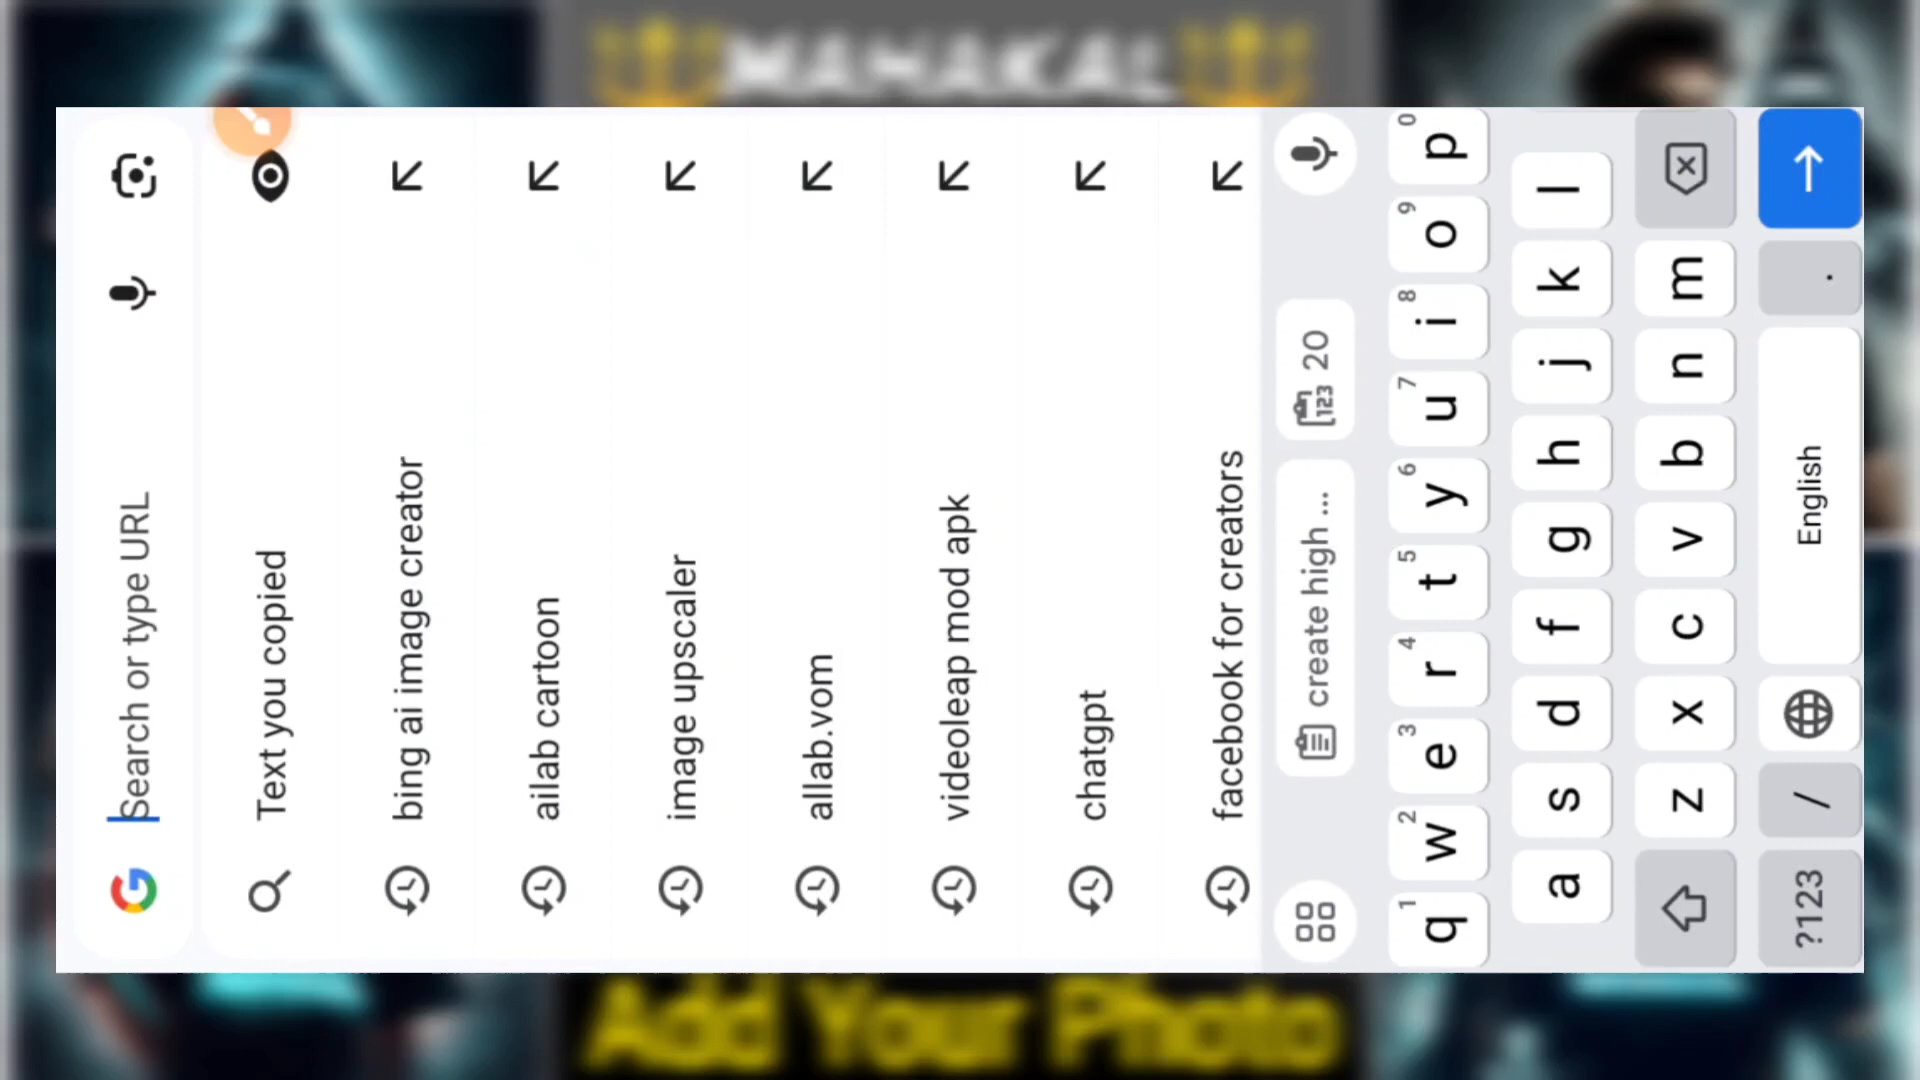 MAHAKAL
Search or type URL
Text you copied
bing ai image creator
ailab cartoon
image upscaler
allab.vom
videoleap mod apk
chatgpt
facebook for creators
create high ...
123 20
q 1 w 2 e 3 r 4 t 5 y 6 u 7 i 8 o 9 p 0
a s d f g h j k l
z x c v b n m
?123 / English .
Add Your Photo